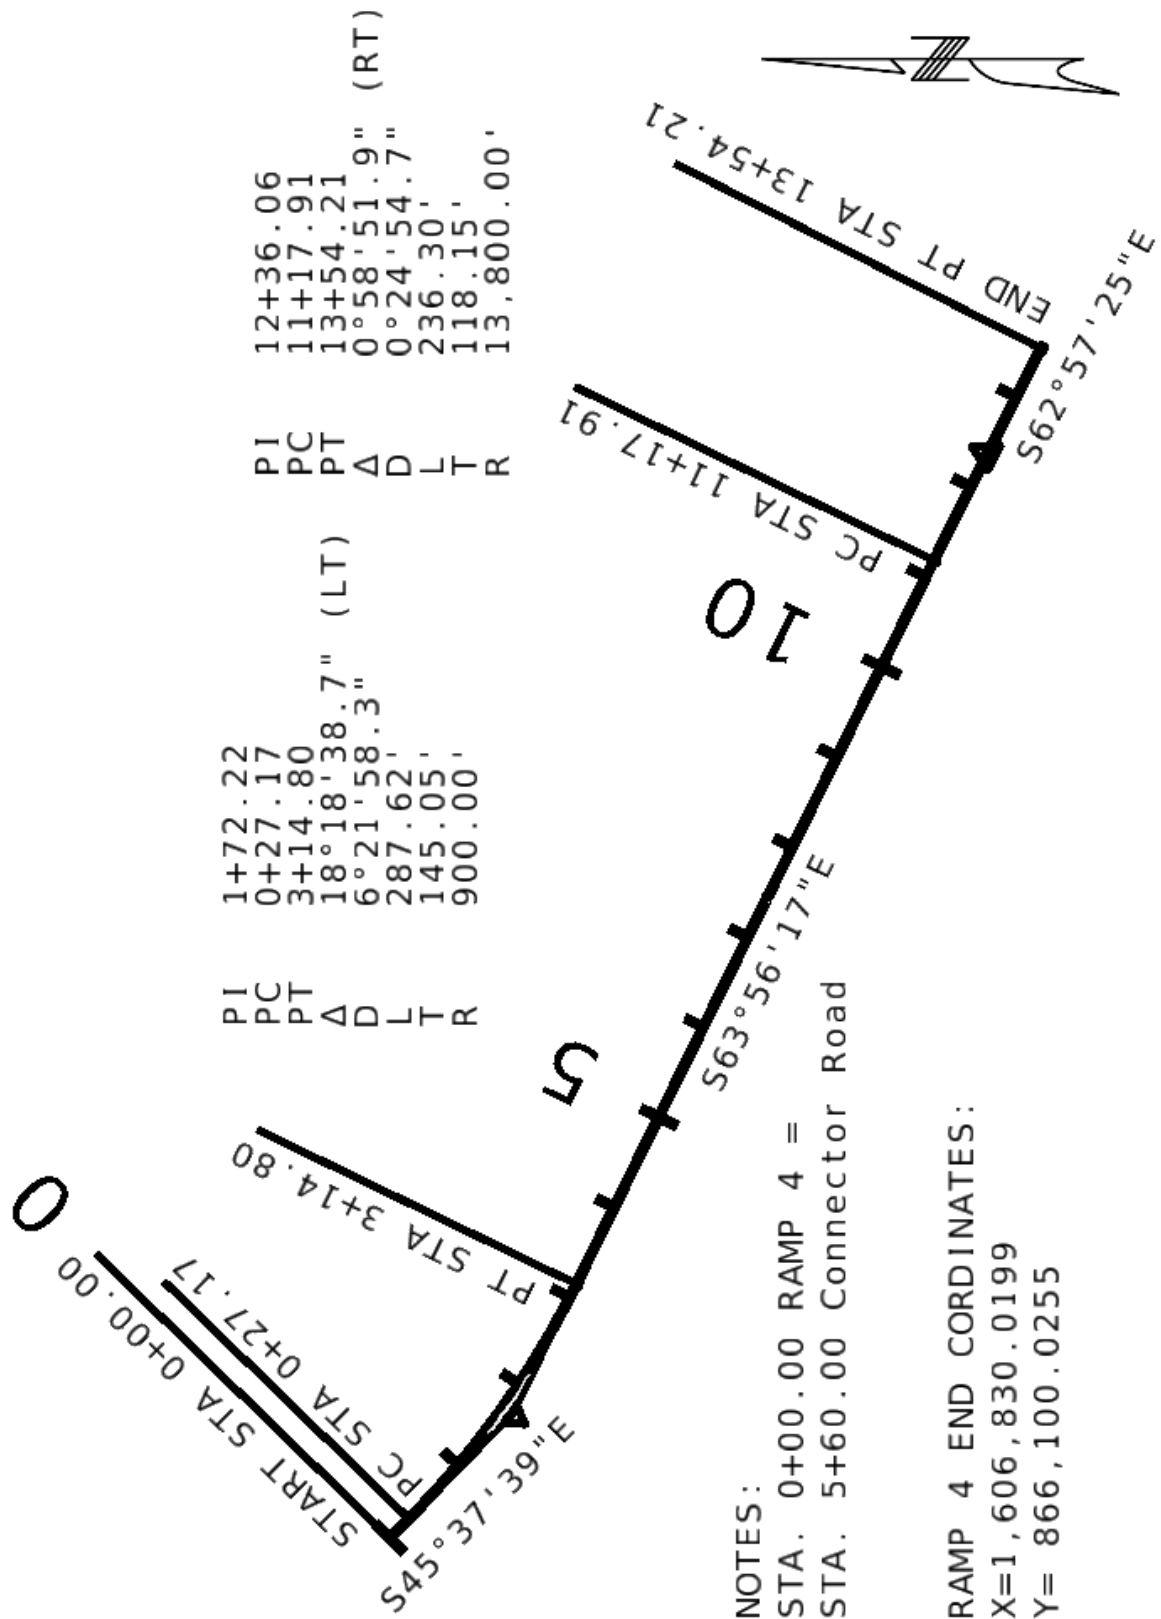 0
START STA 0+00.00
PC STA 0+27.17
S45°37'39"E
PT STA 3+14.80
5
S63°56'17"E
10
PC STA 11+17.91
END PT STA 13+54.21
S62°57'25"E
PI 1+72.22
PC 0+27.17
PT 3+14.80
Δ 18°18'38.7" (LT)
D 6°21'58.3"
L 287.62'
T 145.05'
R 900.00'
PI 12+36.06
PC 11+17.91
PT 13+54.21
Δ 0°58'51.9" (RT)
D 0°24'54.7"
L 236.30'
T 118.15'
R 13,800.00'
NOTES:
STA. 0+00.00 RAMP 4 =
STA. 5+60.00 Connector Road
RAMP 4 END CORDINATES:
X=1,606,830.0199
Y= 866,100.0255
N